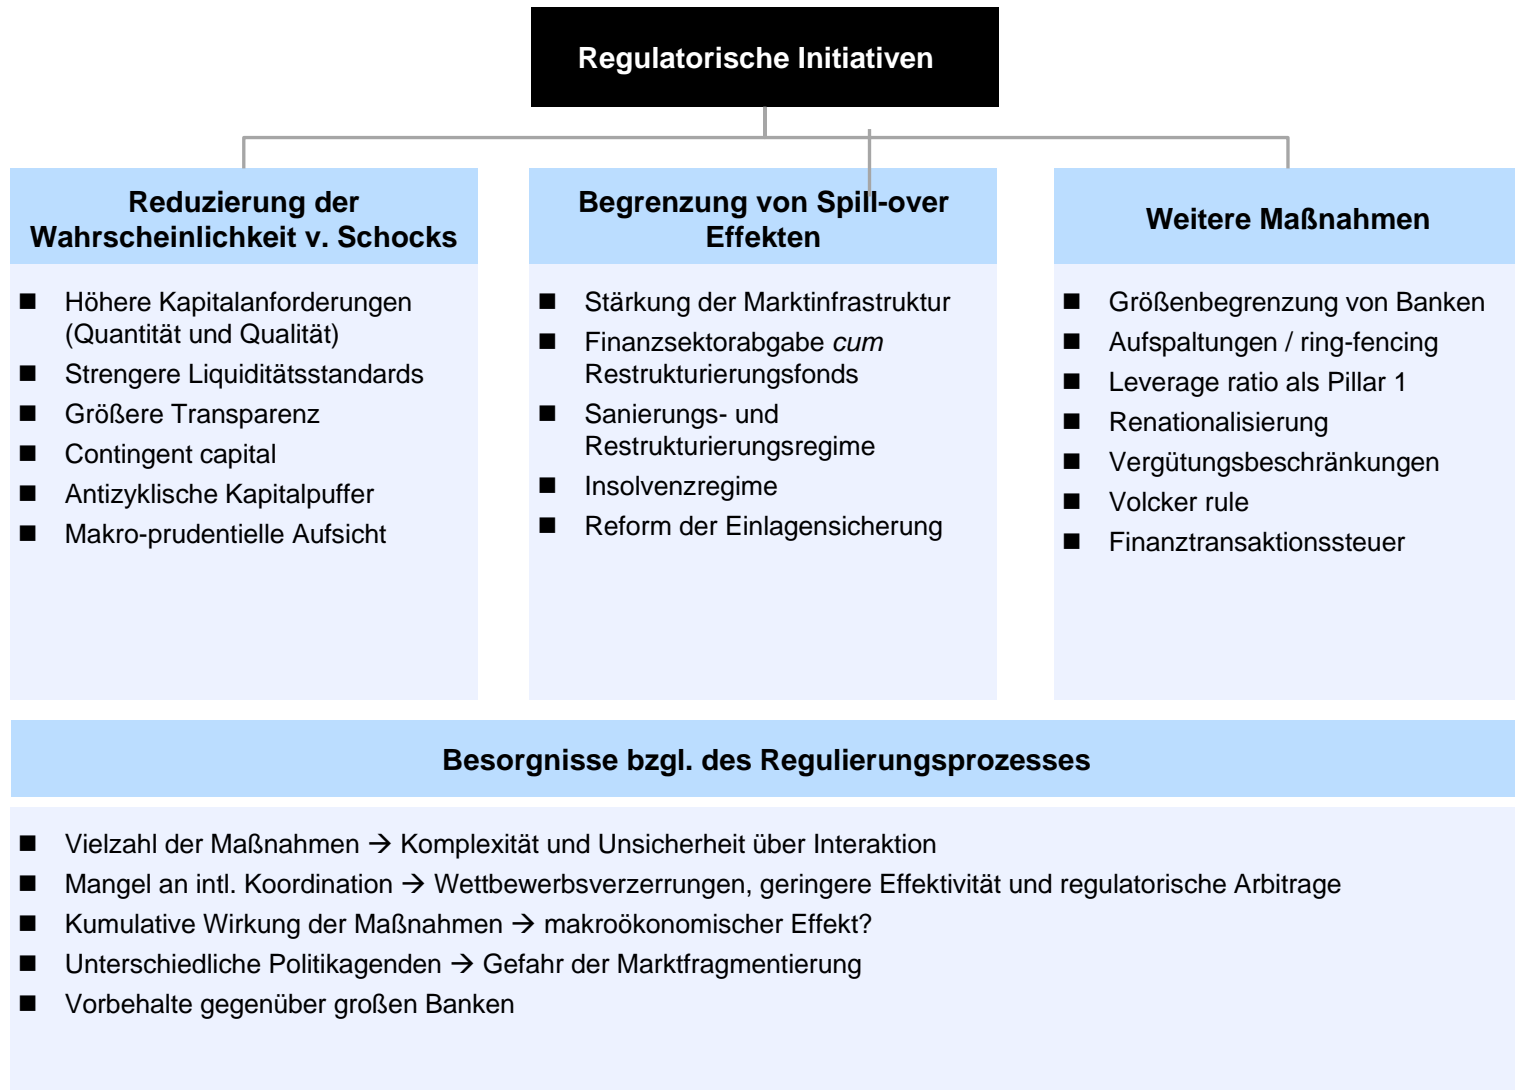 Regulatorische Initiativen
Reduzierung der
Wahrscheinlichkeit v. Schocks
■ Höhere Kapitalanforderungen
(Quantität und Qualität)
■ Strengere Liquiditätsstandards
■ Größere Transparenz
■ Contingent capital
■ Antizyklische Kapitalpuffer
■ Makro-prudentielle Aufsicht
Begrenzung von Spill-over
Effekten
■ Stärkung der Marktinfrastruktur
■ Finanzsektorabgabe cum
Restrukturierungsfonds
■ Sanierungs- und
Restrukturierungsregime
■ Insolvenzregime
■ Reform der Einlagensicherung
Weitere Maßnahmen
■ Größenbegrenzung von Banken
■ Aufspaltungen / ring-fencing
■ Leverage ratio als Pillar 1
■ Renationalisierung
■ Vergütungsbeschränkungen
■ Volcker rule
■ Finanztransaktionssteuer
Besorgnisse bzgl. des Regulierungsprozesses
■ Vielzahl der Maßnahmen → Komplexität und Unsicherheit über Interaktion
■ Mangel an intl. Koordination → Wettbewerbsverzerrungen, geringere Effektivität und regulatorische Arbitrage
■ Kumulative Wirkung der Maßnahmen → makroökonomischer Effekt?
■ Unterschiedliche Politikagenden → Gefahr der Marktfragmentierung
■ Vorbehalte gegenüber großen Banken